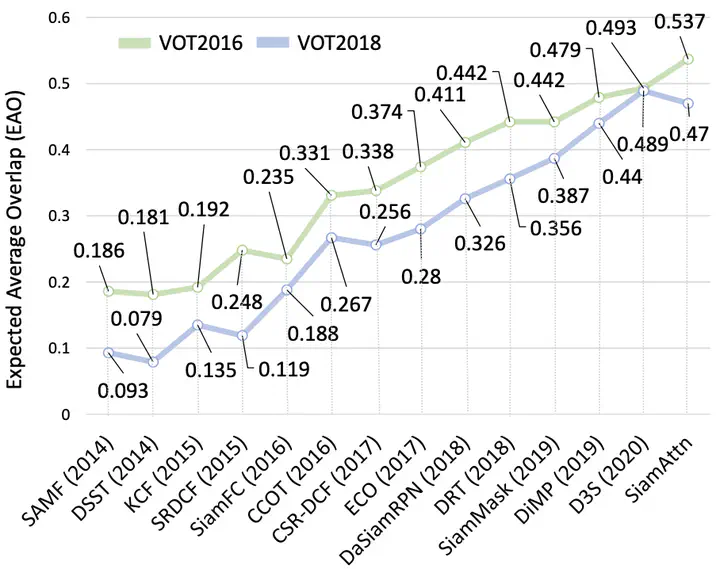 0.6
VOT2016
VOT2018
0.493
0.537
0.479
0.5
0.442
0.442
0.411
0.374
0.4
0.489
0.47
0.331
0.338
0.44
0.235
0.387
0.3
0.181
0.192
0.256
0.356
0.186
0.326
0.28
0.2
0.248
0.267
0.079
0.188
0.1
0.135
0.119
0.093
0
Expected Average Overlap (EAO)
SAMF (2014)
DSST (2014)
KCF (2015)
SRDCF (2015)
SiamFC (2016)
CCOT (2016)
CSR-DCF (2017)
ECO (2017)
DaSiamRPN (2018)
DRT (2018)
SiamMask (2019)
DiMP (2019)
D3S (2020)
SiamAttn